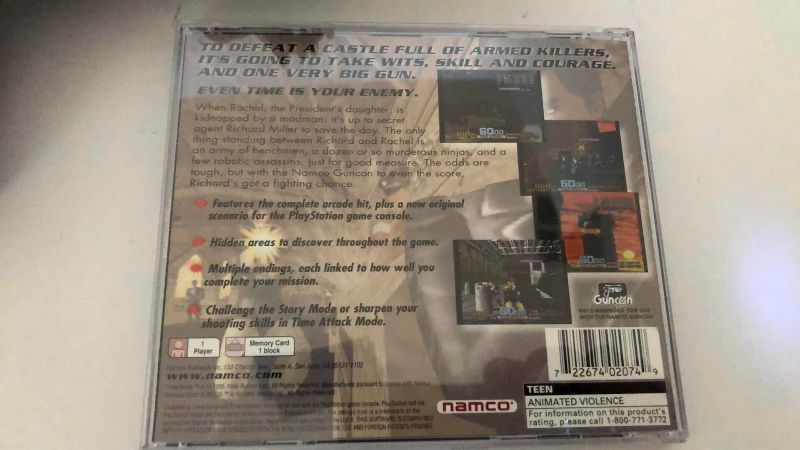 TO DEFEAT A CASTLE FULL OF ARMED KILLERS,
IT'S GOING TO TAKE WITS, SKILL AND COURAGE.
AND ONE VERY BIG GUN.
EVEN TIME IS YOUR ENEMY.
When Rachel, the President's daughter, is
kidnapped by a madman, it's up to secret
agent Richard Miller to save the day. The only
thing standing between Richard and Rachel is
an army of henchmen, a dozen or so murderous ninjas, and a
few robotic assassins, just for good measure. The odds are
tough, but with the Namco Guncon to even the score,
Richard's got a fighting chance.
Features the complete arcade hit, plus a new original
scenario for the PlayStation game console.
Hidden areas to discover throughout the game.
Multiple endings, each linked to how well you
complete your mission.
Challenge the Story Mode or sharpen your
shooting skills in Time Attack Mode.
60:00
50:00
Guncon
RECOMMENDED FOR USE
WITH THE NAMCO GUNCON
1
Player
Memory Card
1 block
www.namco.com
namco
7 22674 02074 9
TEEN
ANIMATED VIOLENCE
For information on this product's
rating, please call 1-800-771-3772